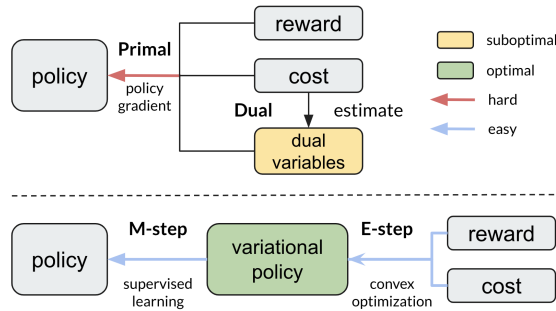 reward
Primal
policy
policy
gradient
cost
Dual
estimate
dual
variables
suboptimal
optimal
hard
easy
M-step
E-step
policy
supervised
learning
variational
policy
convex
optimization
reward
cost